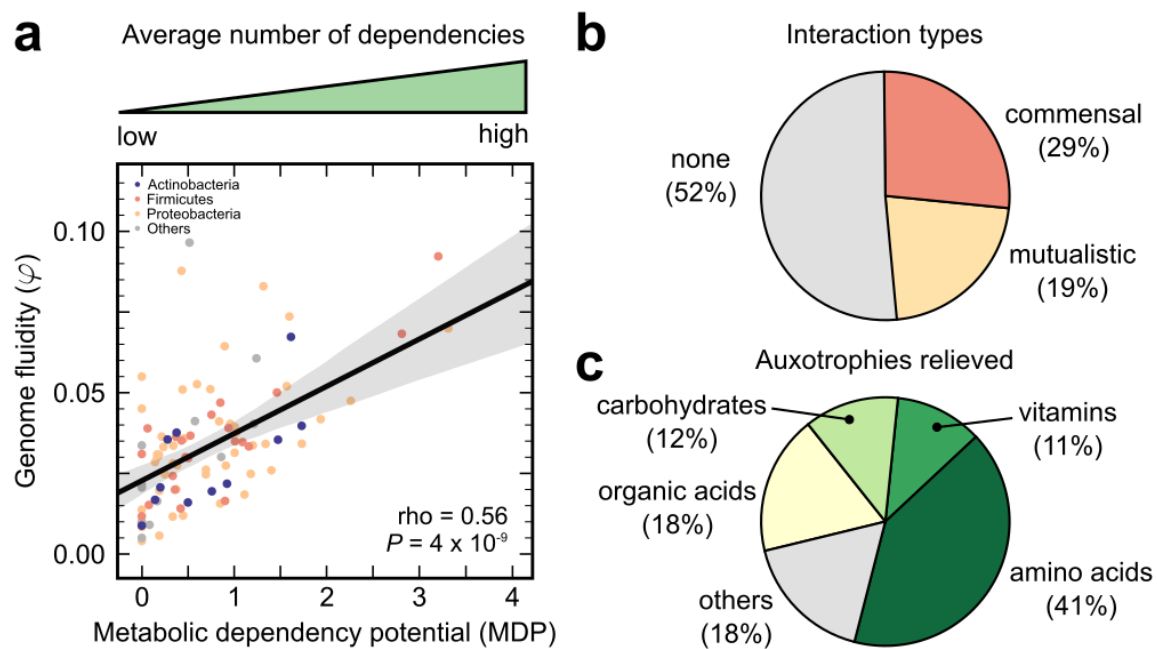 a
Average number of dependencies
low
high
Actinobacteria
Firmicutes
Proteobacteria
Others
0.10
0.05
0.00
Genome fluidity (φ)
rho = 0.56
P = 4 x 10⁻⁹
0 1 2 3 4
Metabolic dependency potential (MDP)
b
Interaction types
commensal
(29%)
none
(52%)
mutualistic
(19%)
c
Auxotrophies relieved
carbohydrates
(12%)
vitamins
(11%)
organic acids
(18%)
amino acids
(41%)
others
(18%)